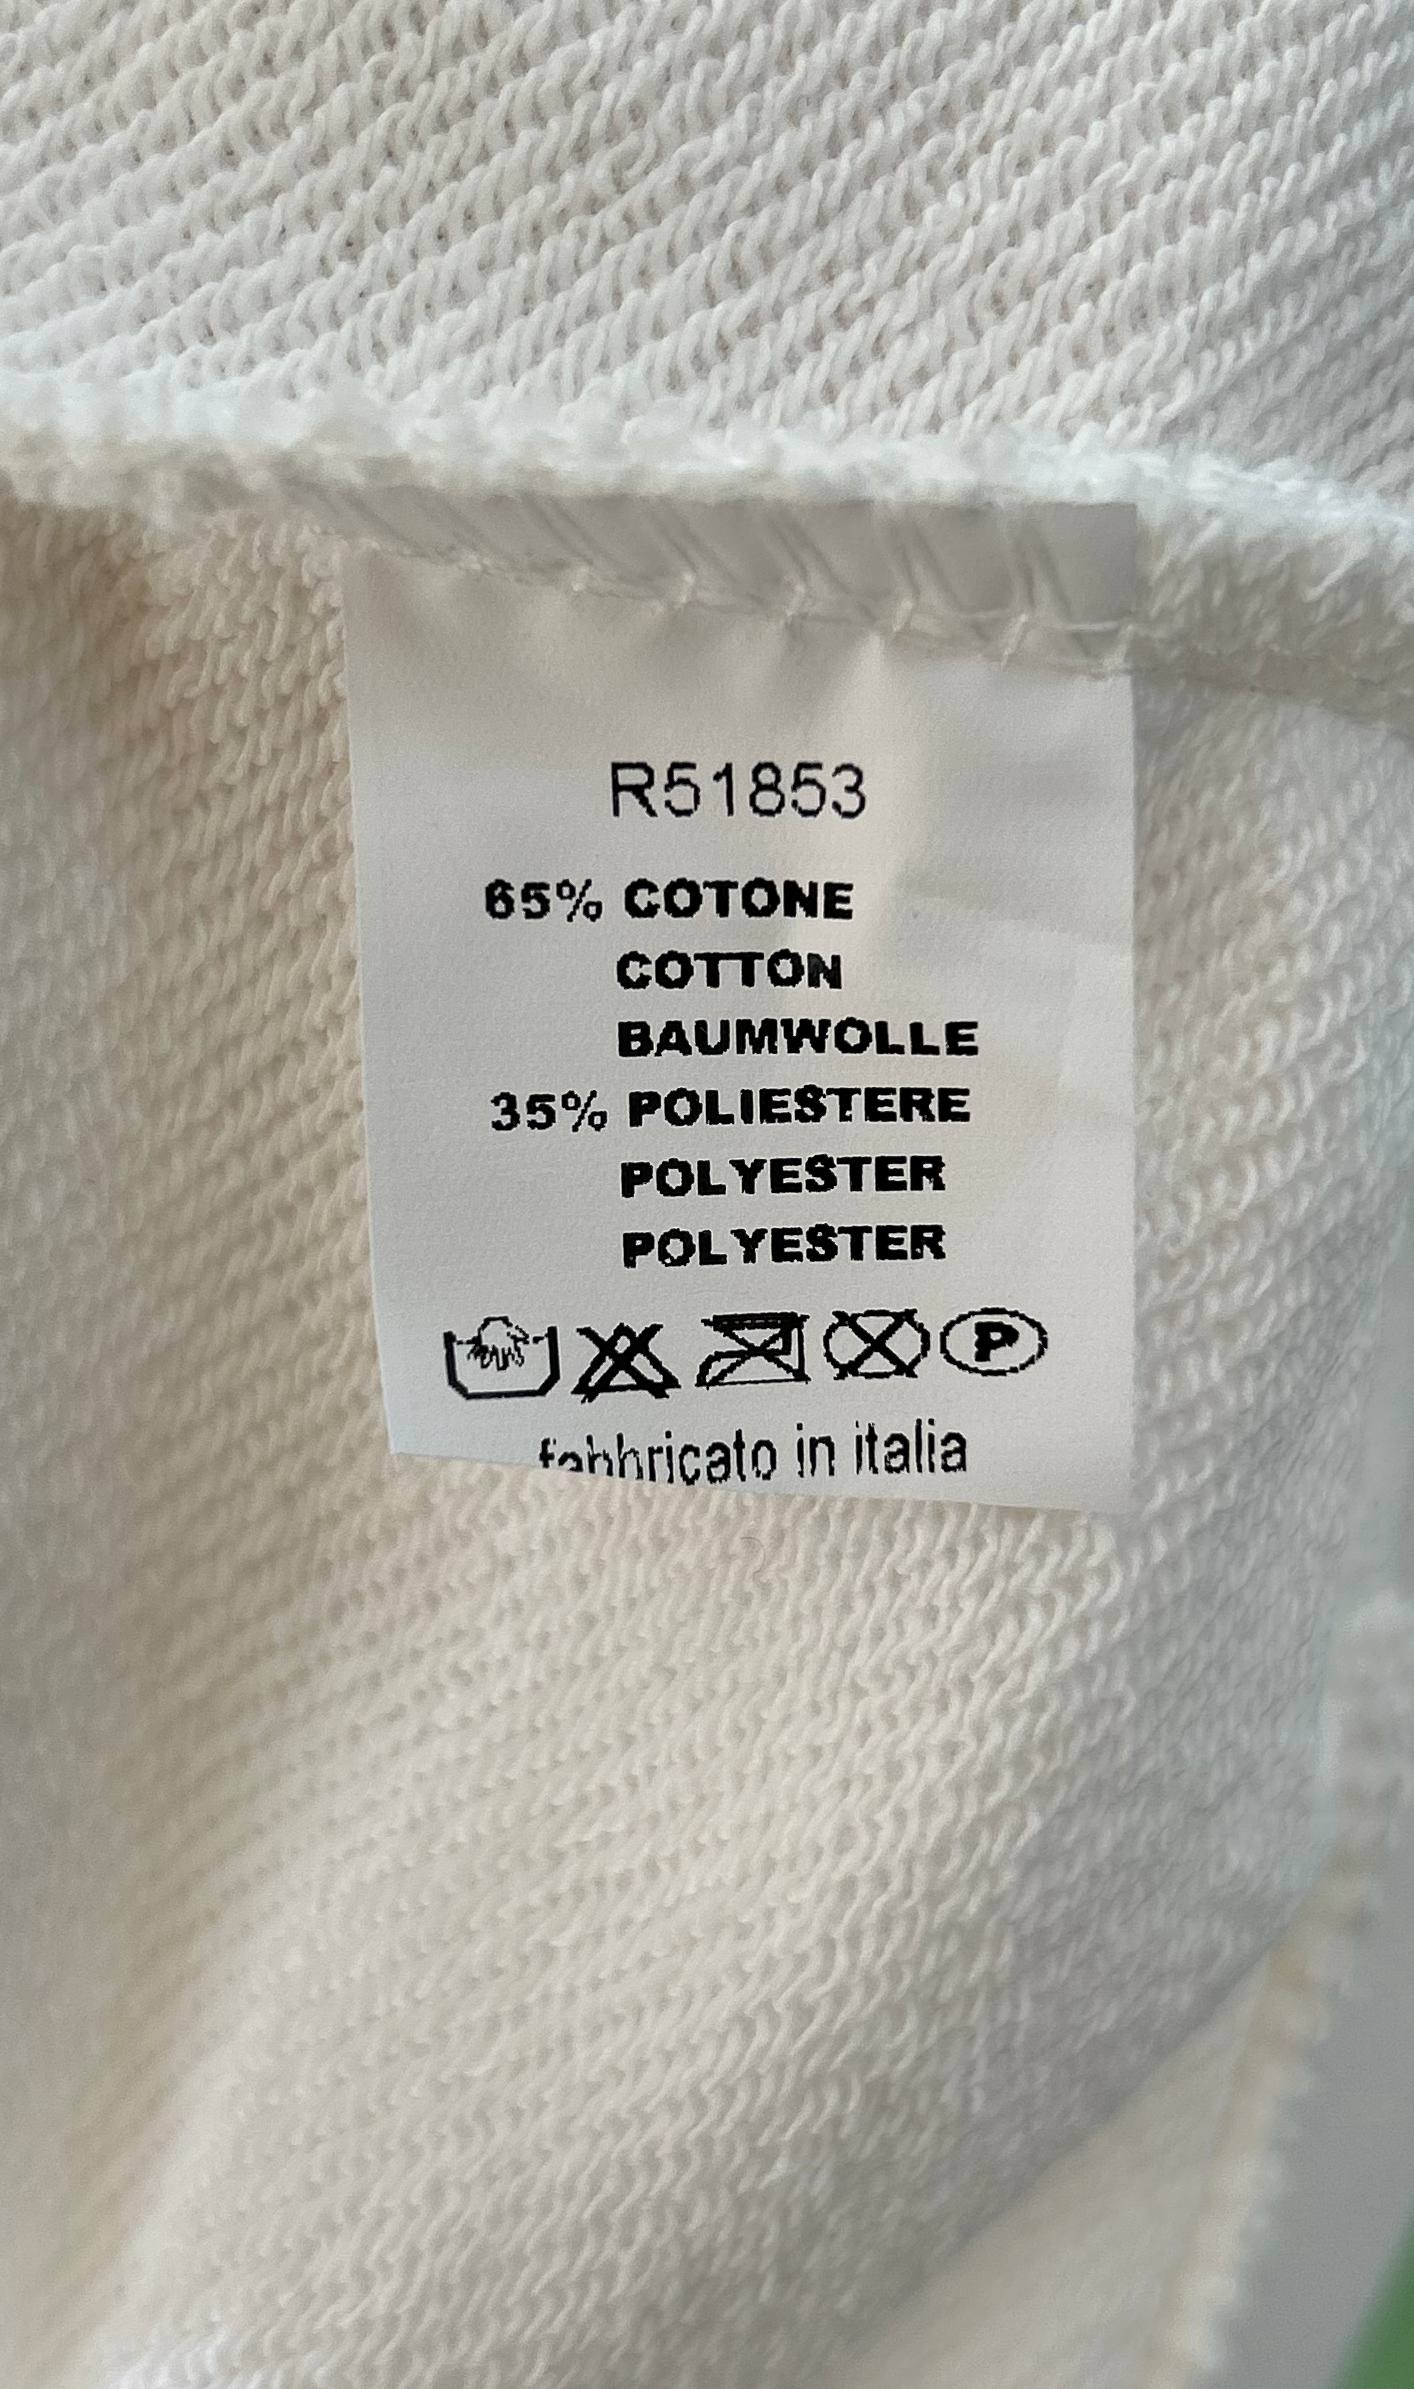 R51853
65% COTONE
COTTON
BAUMWOLLE
35% POLIESTERE
POLYESTER
POLYESTER
P
fabbricato in italia